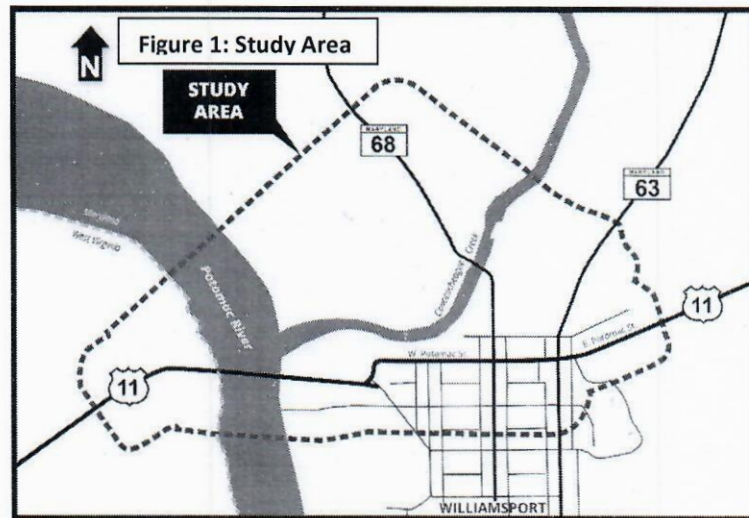 Figure 1: Study Area
N
STUDY
AREA
MARYLAND
68
MARYLAND
63
Maryland
West Virginia
Potomac River
Conococheague Creek
11
W. Potomac St.
E. Potomac St.
11
WILLIAMSPORT